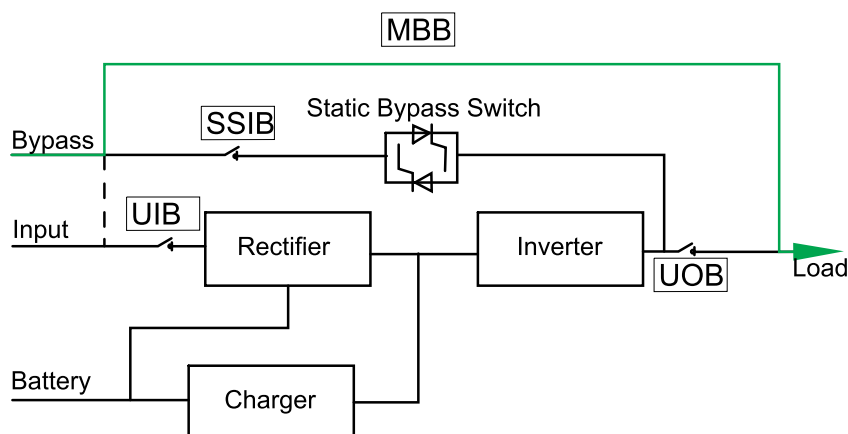 MBB
Static Bypass Switch
SSIB
Bypass
UIB
Input
Rectifier
Inverter
UOB
Load
Battery
Charger